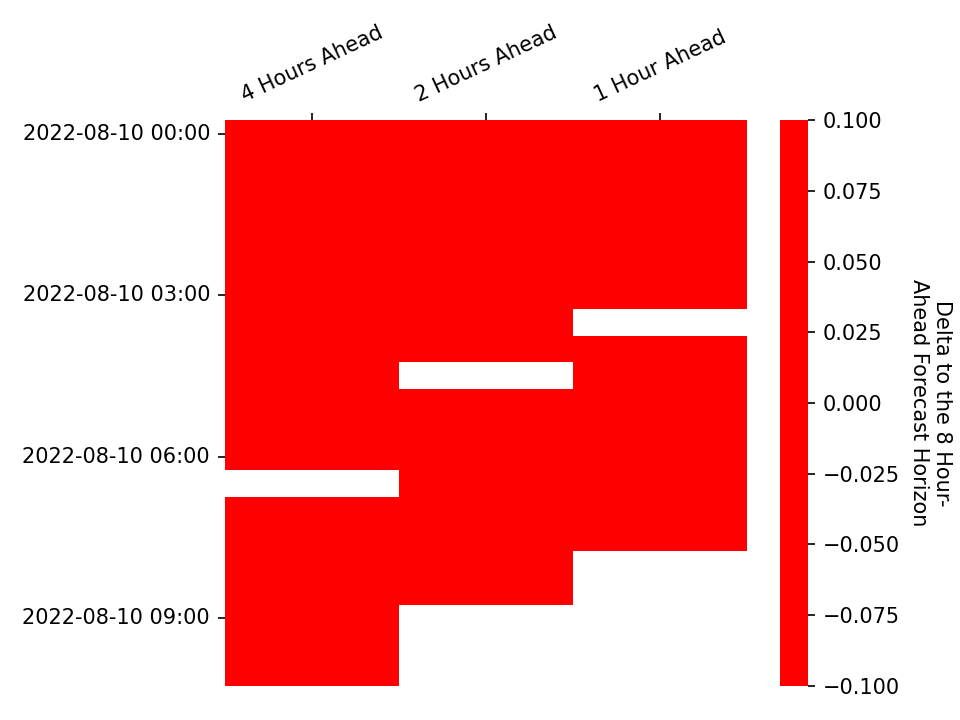 4 Hours Ahead
2 Hours Ahead
1 Hour Ahead
2022-08-10 00:00
2022-08-10 03:00
2022-08-10 06:00
2022-08-10 09:00
0.100
0.075
0.050
0.025
0.000
−0.025
−0.050
−0.075
−0.100
Delta to the 8 Hour-
Ahead Forecast Horizon